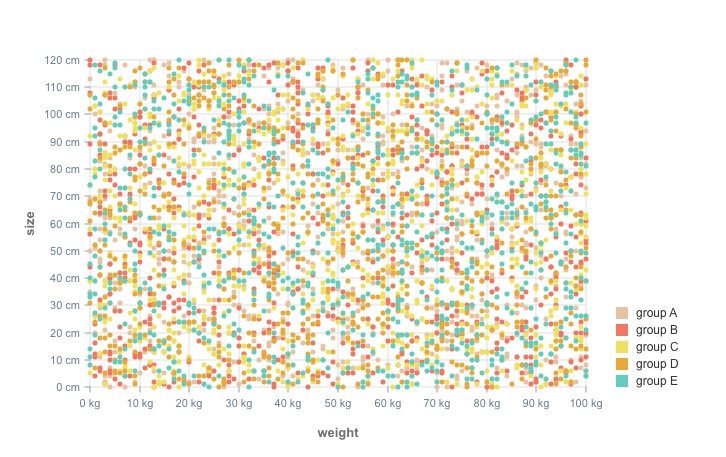 120 cm
110 cm
100 cm
90 cm
80 cm
70 cm
60 cm
50 cm
40 cm
30 cm
20 cm
10 cm
0 cm
size
0 kg 10 kg 20 kg 30 kg 40 kg 50 kg 60 kg 70 kg 80 kg 90 kg 100 kg
weight
group A
group B
group C
group D
group E